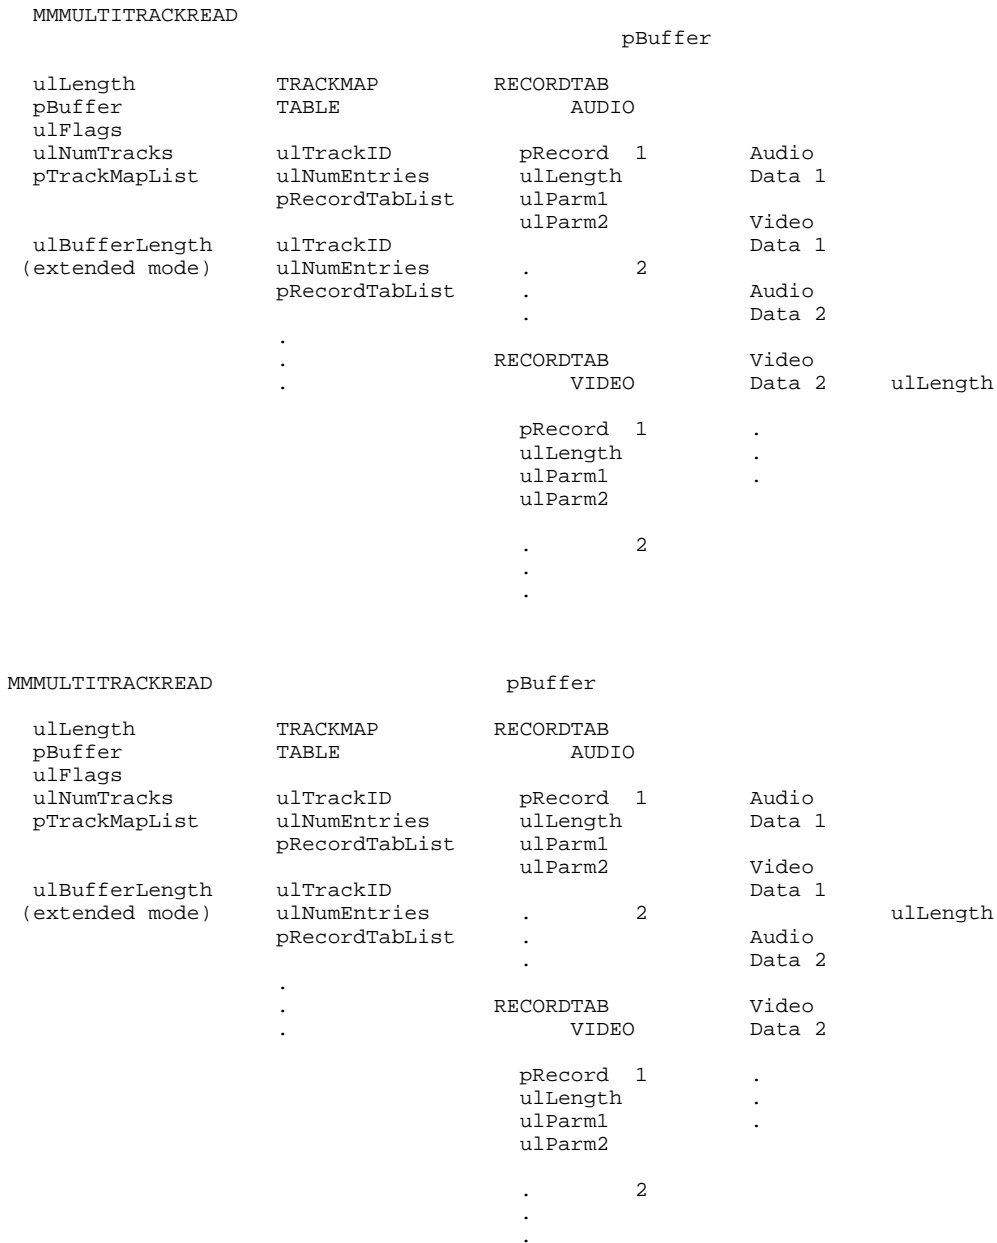 MMMULTITRACKREAD
pBuffer
ulLength TRACKMAP RECORDTAB
pBuffer TABLE AUDIO
ulFlags
ulNumTracks ulTrackID pRecord 1 Audio
pTrackMapList ulNumEntries ulLength Data 1
pRecordTabList ulParm1
ulParm2 Video
ulBufferLength ulTrackID Data 1
(extended mode) ulNumEntries . 2
pRecordTabList . Audio
. Data 2
.
. RECORDTAB Video
. VIDEO Data 2 ulLength
pRecord 1 .
ulLength .
ulParm1 .
ulParm2
. 2
.
.
MMMULTITRACKREAD pBuffer
ulLength TRACKMAP RECORDTAB
pBuffer TABLE AUDIO
ulFlags
ulNumTracks ulTrackID pRecord 1 Audio
pTrackMapList ulNumEntries ulLength Data 1
pRecordTabList ulParm1
ulParm2 Video
ulBufferLength ulTrackID Data 1
(extended mode) ulNumEntries . 2 ulLength
pRecordTabList . Audio
. Data 2
.
. RECORDTAB Video
. VIDEO Data 2
pRecord 1 .
ulLength .
ulParm1 .
ulParm2
. 2
.
.